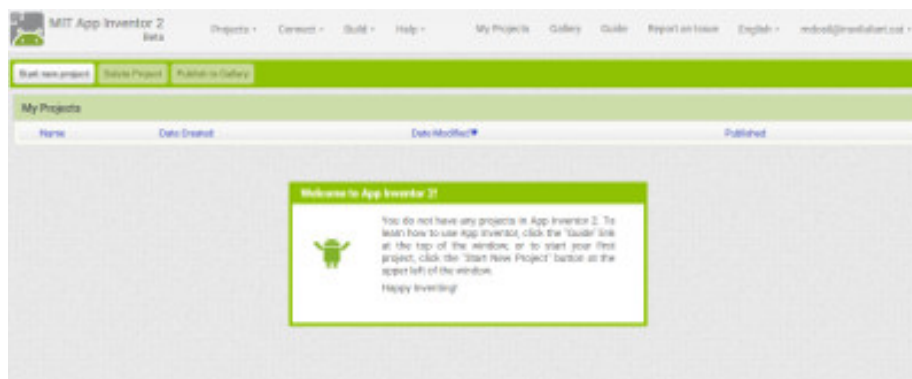 MIT App Inventor 2
Beta
Projects Connect Build Help My Projects Gallery Guide Report an Issue English
Start new project Delete Project Publish to Gallery
My Projects
Name Date Created Date Modified Published
Welcome to App Inventor 2!
You do not have any projects in App Inventor 2. To
learn how to use App Inventor, click the "Guide" link
at the top of the window, or to start your first
project, click the "Start New Project" button at the
upper left of the window.
Happy Inventing!